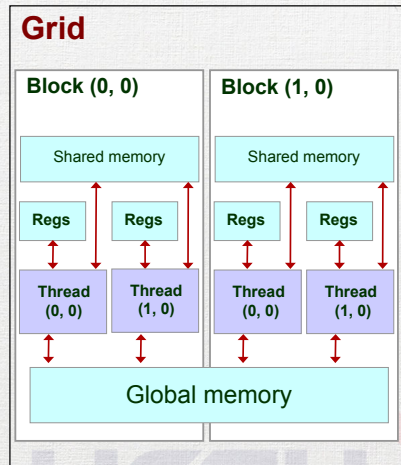 Grid
Block (0, 0)
Block (1, 0)
Shared memory
Shared memory
Regs
Regs
Regs
Regs
Thread
(0, 0)
Thread
(1, 0)
Thread
(0, 0)
Thread
(1, 0)
Global memory